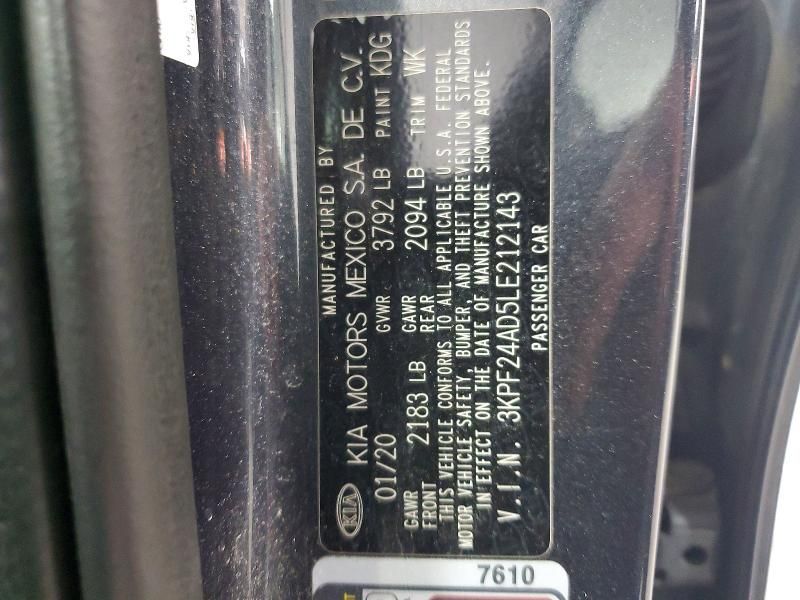 KIA
MANUFACTURED BY
KIA MOTORS MEXICO S.A. DE C.V.
01/20 GVWR 3792 LB PAINT KDG
GAWR FRONT 2183 LB GAWR REAR 2094 LB TRIM WK
THIS VEHICLE CONFORMS TO ALL APPLICABLE U.S.A. FEDERAL
MOTOR VEHICLE SAFETY, BUMPER, AND THEFT PREVENTION STANDARDS
IN EFFECT ON THE DATE OF MANUFACTURE SHOWN ABOVE.
V.I.N. 3KPF24AD5LE212143
PASSENGER CAR
7610